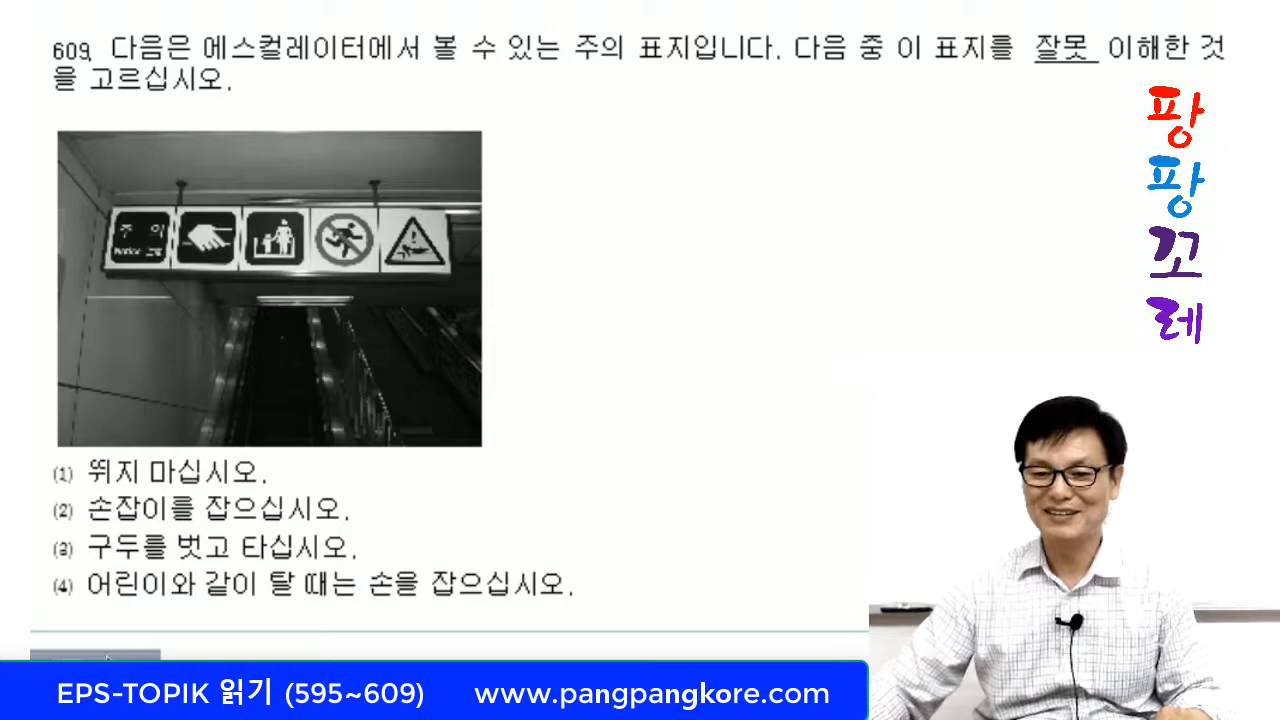 609. 다음은 에스컬레이터에서 볼 수 있는 주의 표지입니다. 다음 중 이 표지를 잘못 이해한 것
을 고르십시오.
팡
팡
꼬
레
주 의
(1) 뛰지 마십시오.
(2) 손잡이를 잡으십시오.
(3) 구두를 벗고 타십시오.
(4) 어린이와 같이 탈 때는 손을 잡으십시오.
EPS-TOPIK 읽기 (595~609) www.pangpangkore.com